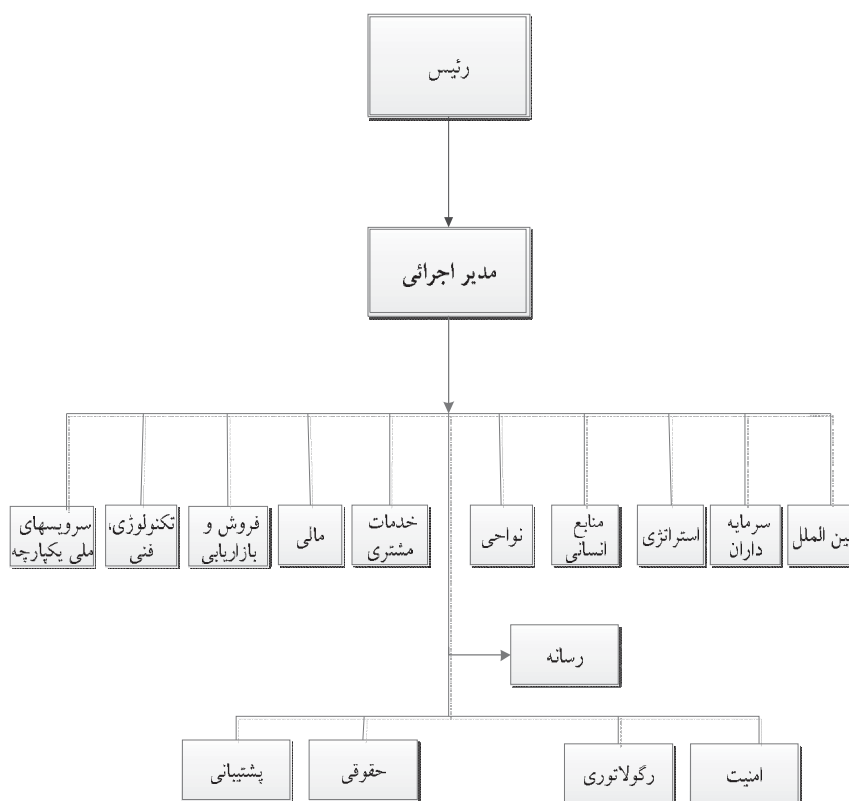 رئیس
مدیر اجرائی
بین الملل
سرمایه
داران
استراتژی
منابع
انسانی
نواحی
خدمات
مشتری
مالی
فروش و
بازاریابی
تکنولوژی،
فنی
سرویسهای
ملی یکپارچه
رسانه
امنیت
رگولاتوری
حقوقی
پشتیبانی